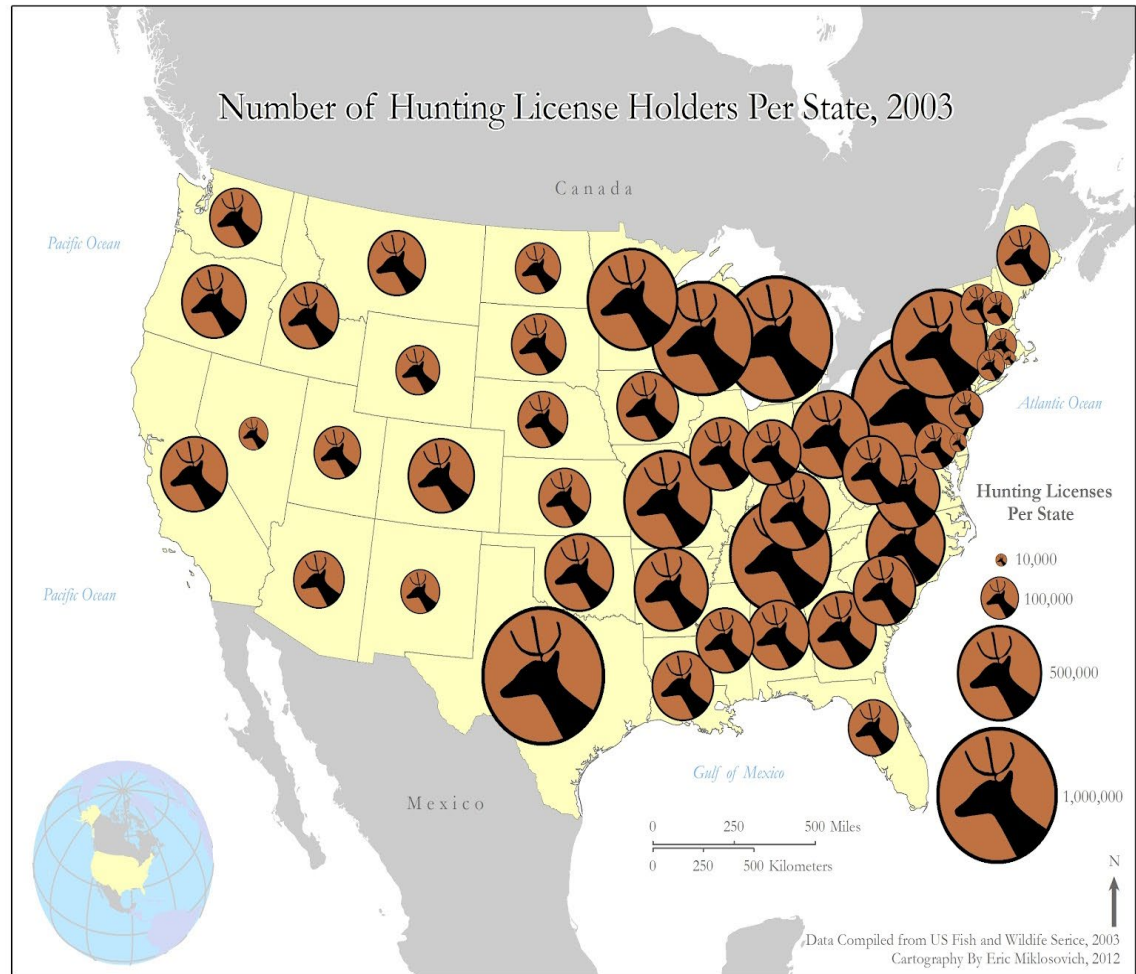 Number of Hunting License Holders Per State, 2003
Canada
Pacific Ocean
Atlantic Ocean
Hunting Licenses
Per State
10,000
100,000
500,000
1,000,000
Pacific Ocean
Gulf of Mexico
Mexico
0 250 500 Miles
0 250 500 Kilometers
N
Data Compiled from US Fish and Wildlife Serice, 2003
Cartography By Eric Miklosovich, 2012